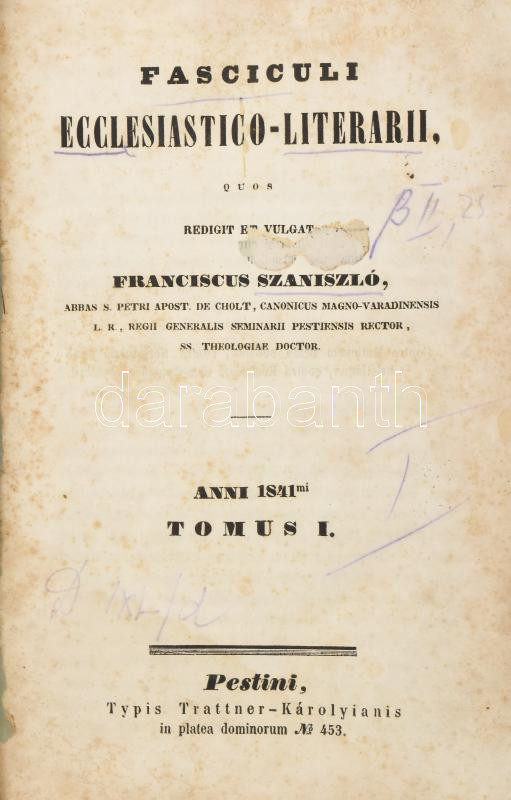 FASCICULI
ECCLESIASTICO-LITERARII,
QUOS
REDIGIT ET VULGAT
FRANCISCUS SZANISZLÓ,
ABBAS S. PETRI APOST. DE CHOLT, CANONICUS MAGNO-VARADINENSIS
L. R., REGII GENERALIS SEMINARII PESTIENSIS RECTOR,
SS. THEOLOGIAE DOCTOR.
darabanth
ANNI 1841mi
TOMUS I.
I
Pestini,
Typis Trattner-Károlyianis
in platea dominorum № 453.